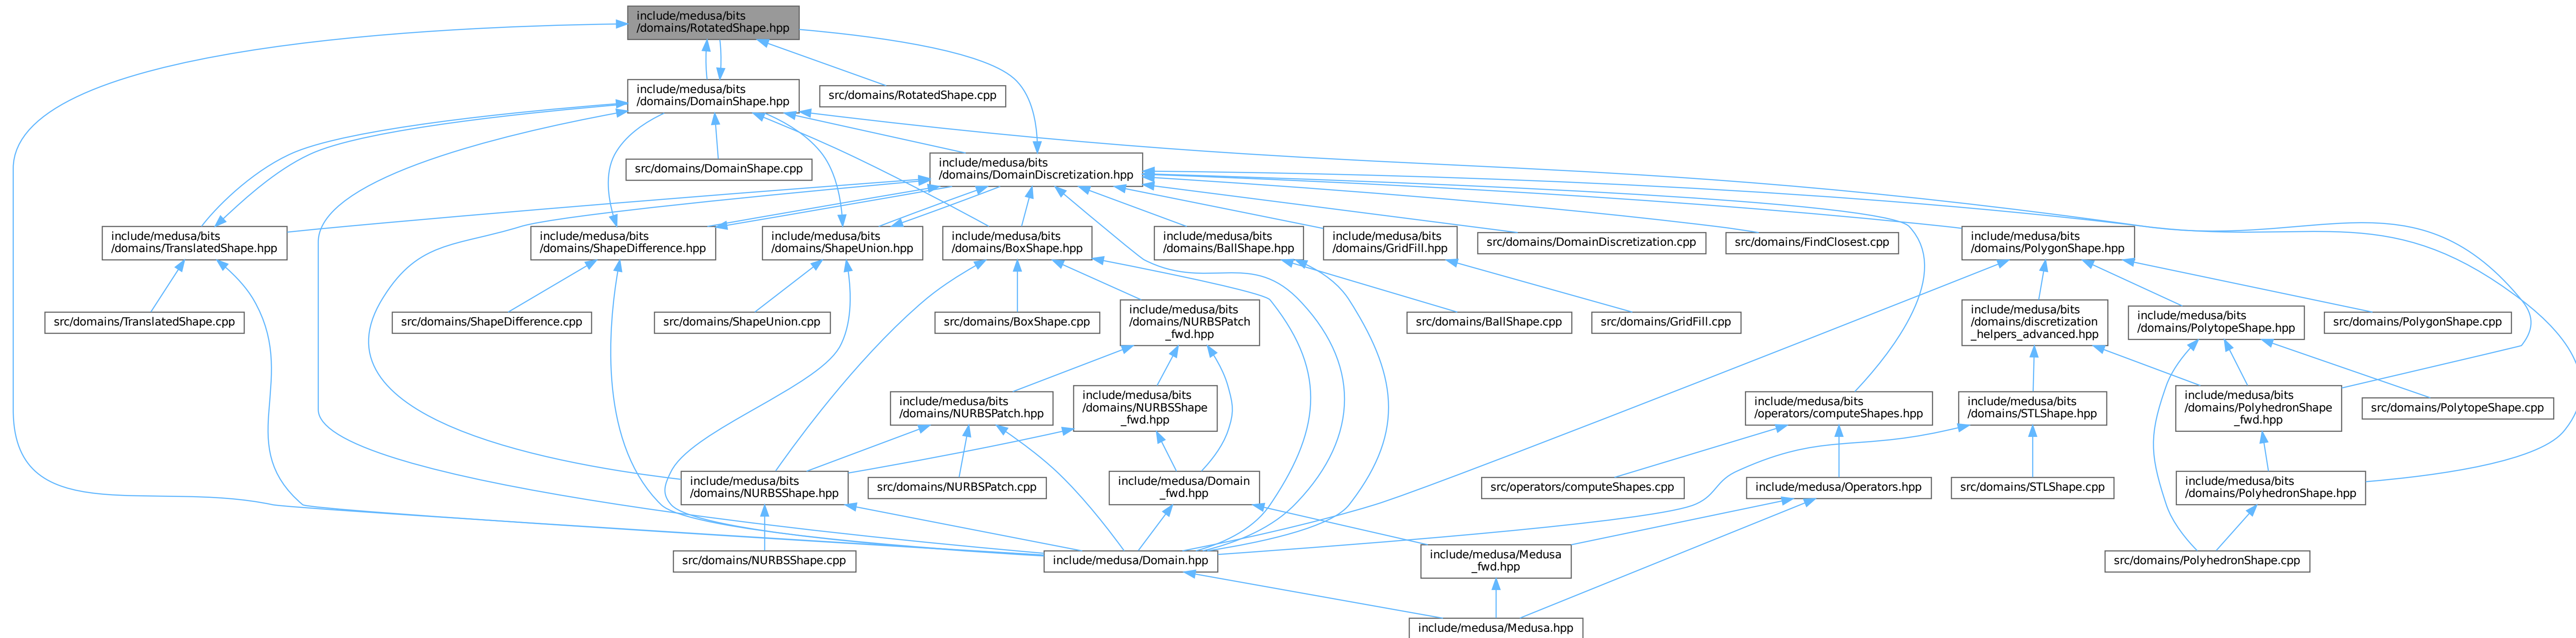 include/medusa/bits
/domains/RotatedShape.hpp
include/medusa/bits
/domains/DomainShape.hpp
src/domains/RotatedShape.cpp
src/domains/DomainShape.cpp
include/medusa/bits
/domains/DomainDiscretization.hpp
include/medusa/bits
/domains/TranslatedShape.hpp
include/medusa/bits
/domains/ShapeDifference.hpp
include/medusa/bits
/domains/ShapeUnion.hpp
include/medusa/bits
/domains/BoxShape.hpp
include/medusa/bits
/domains/BallShape.hpp
include/medusa/bits
/domains/GridFill.hpp
src/domains/DomainDiscretization.cpp
src/domains/FindClosest.cpp
include/medusa/bits
/domains/PolygonShape.hpp
src/domains/TranslatedShape.cpp
src/domains/ShapeDifference.cpp
src/domains/ShapeUnion.cpp
src/domains/BoxShape.cpp
include/medusa/bits
/domains/NURBSPatch
_fwd.hpp
src/domains/BallShape.cpp
src/domains/GridFill.cpp
include/medusa/bits
/domains/discretization
_helpers_advanced.hpp
include/medusa/bits
/domains/PolytopeShape.hpp
src/domains/PolygonShape.cpp
include/medusa/bits
/domains/NURBSPatch.hpp
include/medusa/bits
/domains/NURBSShape
_fwd.hpp
include/medusa/bits
/operators/computeShapes.hpp
include/medusa/bits
/domains/STLShape.hpp
include/medusa/bits
/domains/PolyhedronShape
_fwd.hpp
src/domains/PolytopeShape.cpp
include/medusa/bits
/domains/NURBSShape.hpp
src/domains/NURBSPatch.cpp
include/medusa/Domain
_fwd.hpp
src/operators/computeShapes.cpp
include/medusa/Operators.hpp
src/domains/STLShape.cpp
include/medusa/bits
/domains/PolyhedronShape.hpp
src/domains/NURBSShape.cpp
include/medusa/Domain.hpp
include/medusa/Medusa
_fwd.hpp
src/domains/PolyhedronShape.cpp
include/medusa/Medusa.hpp